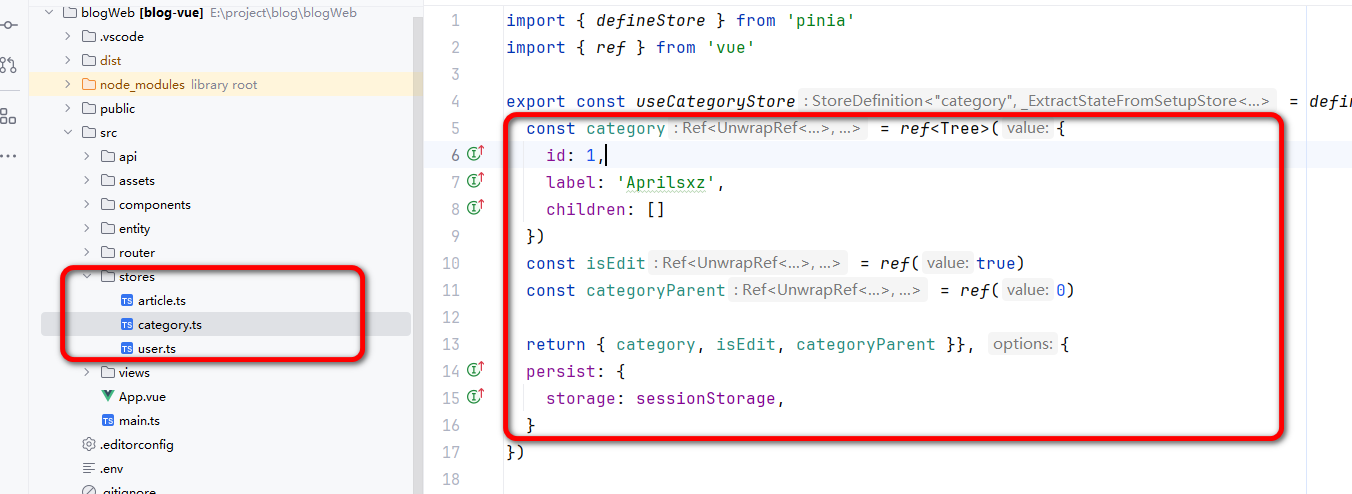 blogWeb [blog-vue] E:\project\blog\blogWeb
.vscode
dist
node_modules library root
public
src
api
assets
components
entity
router
stores
TS article.ts
TS category.ts
TS user.ts
views
App.vue
TS main.ts
.editorconfig
.env
.gitignore
1 import { defineStore } from 'pinia'
2 import { ref } from 'vue'
3
4 export const useCategoryStore : StoreDefinition<"category", _ExtractStateFromSetupStore<...> = defin
5 const category : Ref<UnwrapRef<...>,...> = ref<Tree>( value: {
6 id: 1,
7 label: 'Aprilsxz',
8 children: []
9 })
10 const isEdit : Ref<UnwrapRef<...>,...> = ref( value: true)
11 const categoryParent : Ref<UnwrapRef<...>,...> = ref( value: 0)
12
13 return { category, isEdit, categoryParent }}, options: {
14 persist: {
15 storage: sessionStorage,
16 }
17 })
18